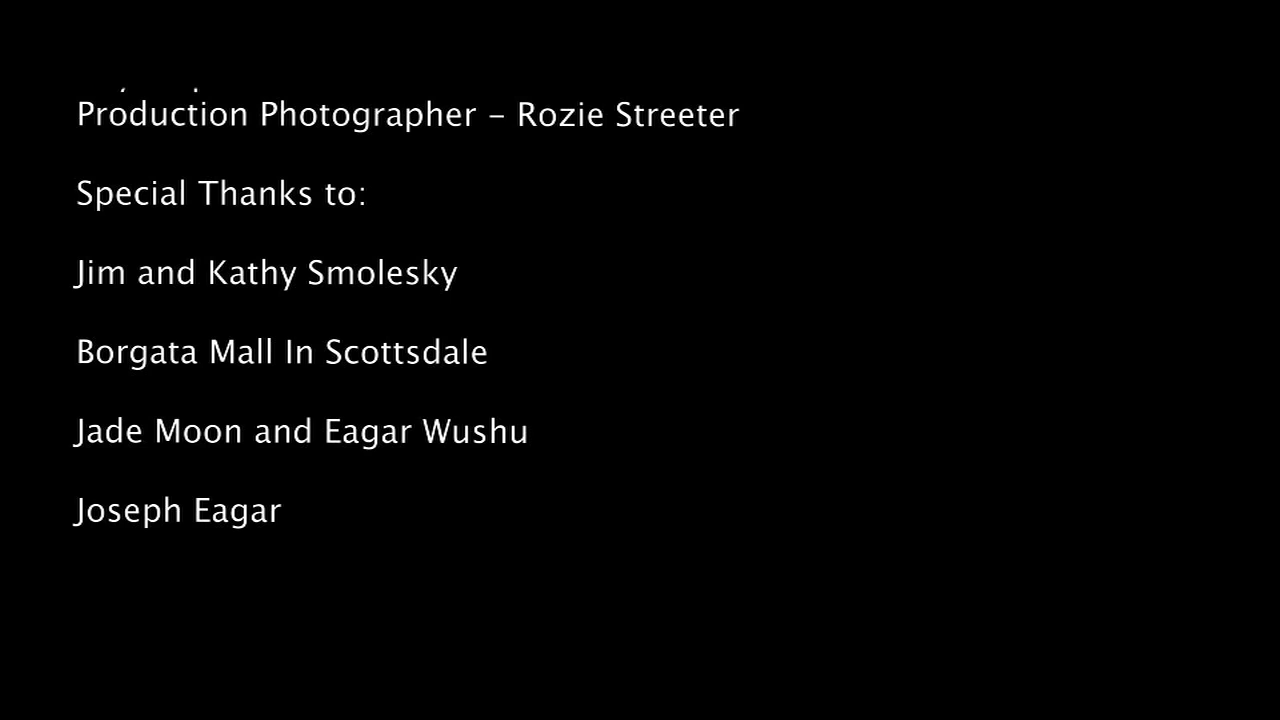 Production Photographer - Rozie Streeter
Special Thanks to:
Jim and Kathy Smolesky
Borgata Mall In Scottsdale
Jade Moon and Eagar Wushu
Joseph Eagar